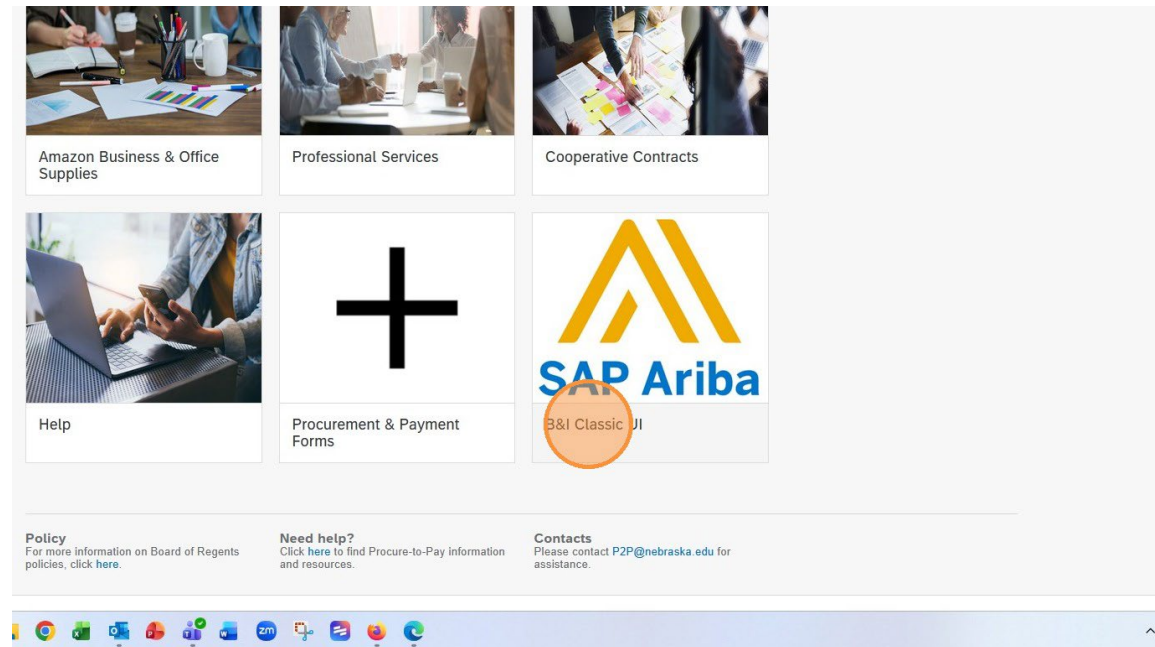 Amazon Business & Office
Supplies
Professional Services
Cooperative Contracts
SAP Ariba
Help
Procurement & Payment
Forms
B&I Classic UI
Policy
For more information on Board of Regents
policies, click here.
Need help?
Click here to find Procure-to-Pay information
and resources.
Contacts
Please contact P2P@nebraska.edu for
assistance.
zm